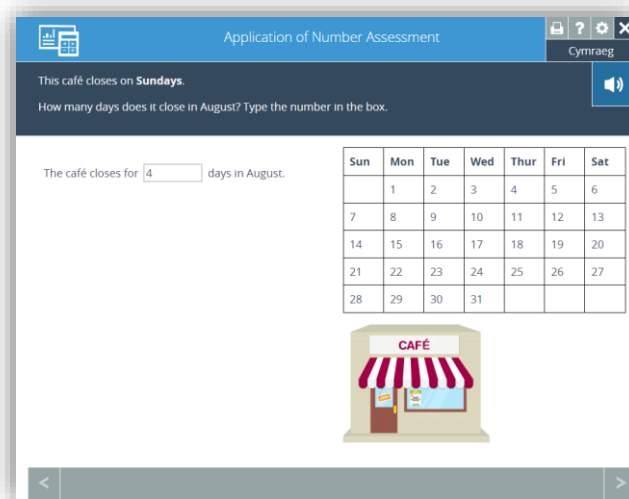 Application of Number Assessment
?
Cymraeg
This café closes on Sundays.
How many days does it close in August? Type the number in the box.
The café closes for 4 days in August.
Sun Mon Tue Wed Thur Fri Sat
1 2 3 4 5 6
7 8 9 10 11 12 13
14 15 16 17 18 19 20
21 22 23 24 25 26 27
28 29 30 31
CAFÉ